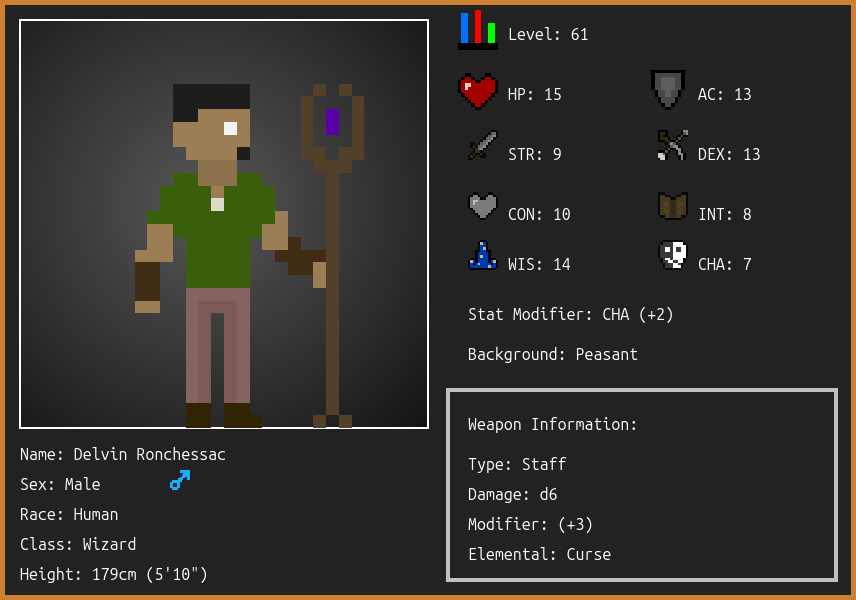 Level: 61
HP: 15
AC: 13
STR: 9
DEX: 13
CON: 10
INT: 8
WIS: 14
CHA: 7
Stat Modifier: CHA (+2)
Background: Peasant
Weapon Information:
Type: Staff
Damage: d6
Modifier: (+3)
Elemental: Curse
Name: Delvin Ronchessac
Sex: Male
Race: Human
Class: Wizard
Height: 179cm (5'10")